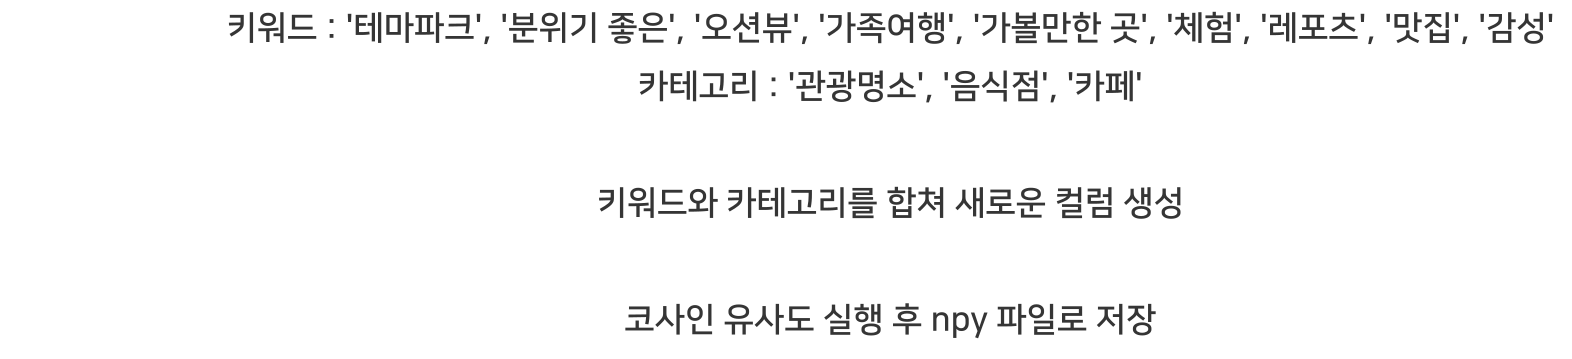 키워드 : '테마파크', '분위기 좋은', '오션뷰', '가족여행', '가볼만한 곳', '체험', '레포츠', '맛집', '감성'
카테고리 : '관광명소', '음식점', '카페'
키워드와 카테고리를 합쳐 새로운 컬럼 생성
코사인 유사도 실행 후 npy 파일로 저장